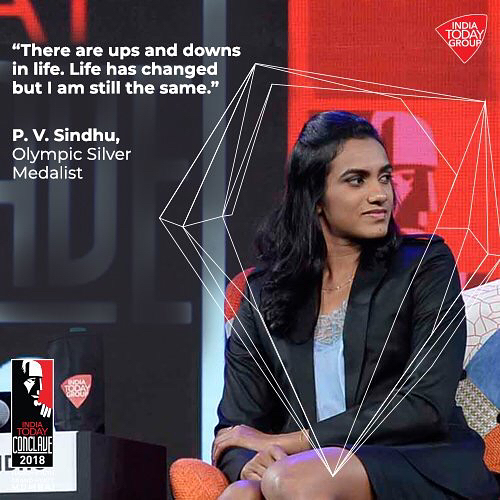 INDIA
TODAY
GROUP
“There are ups and downs
in life. Life has changed
but I am still the same.”
P. V. Sindhu,
Olympic Silver
Medalist
INDIA
TODAY
GROUP
INDIA
TODAY
CONCLAVE
2018